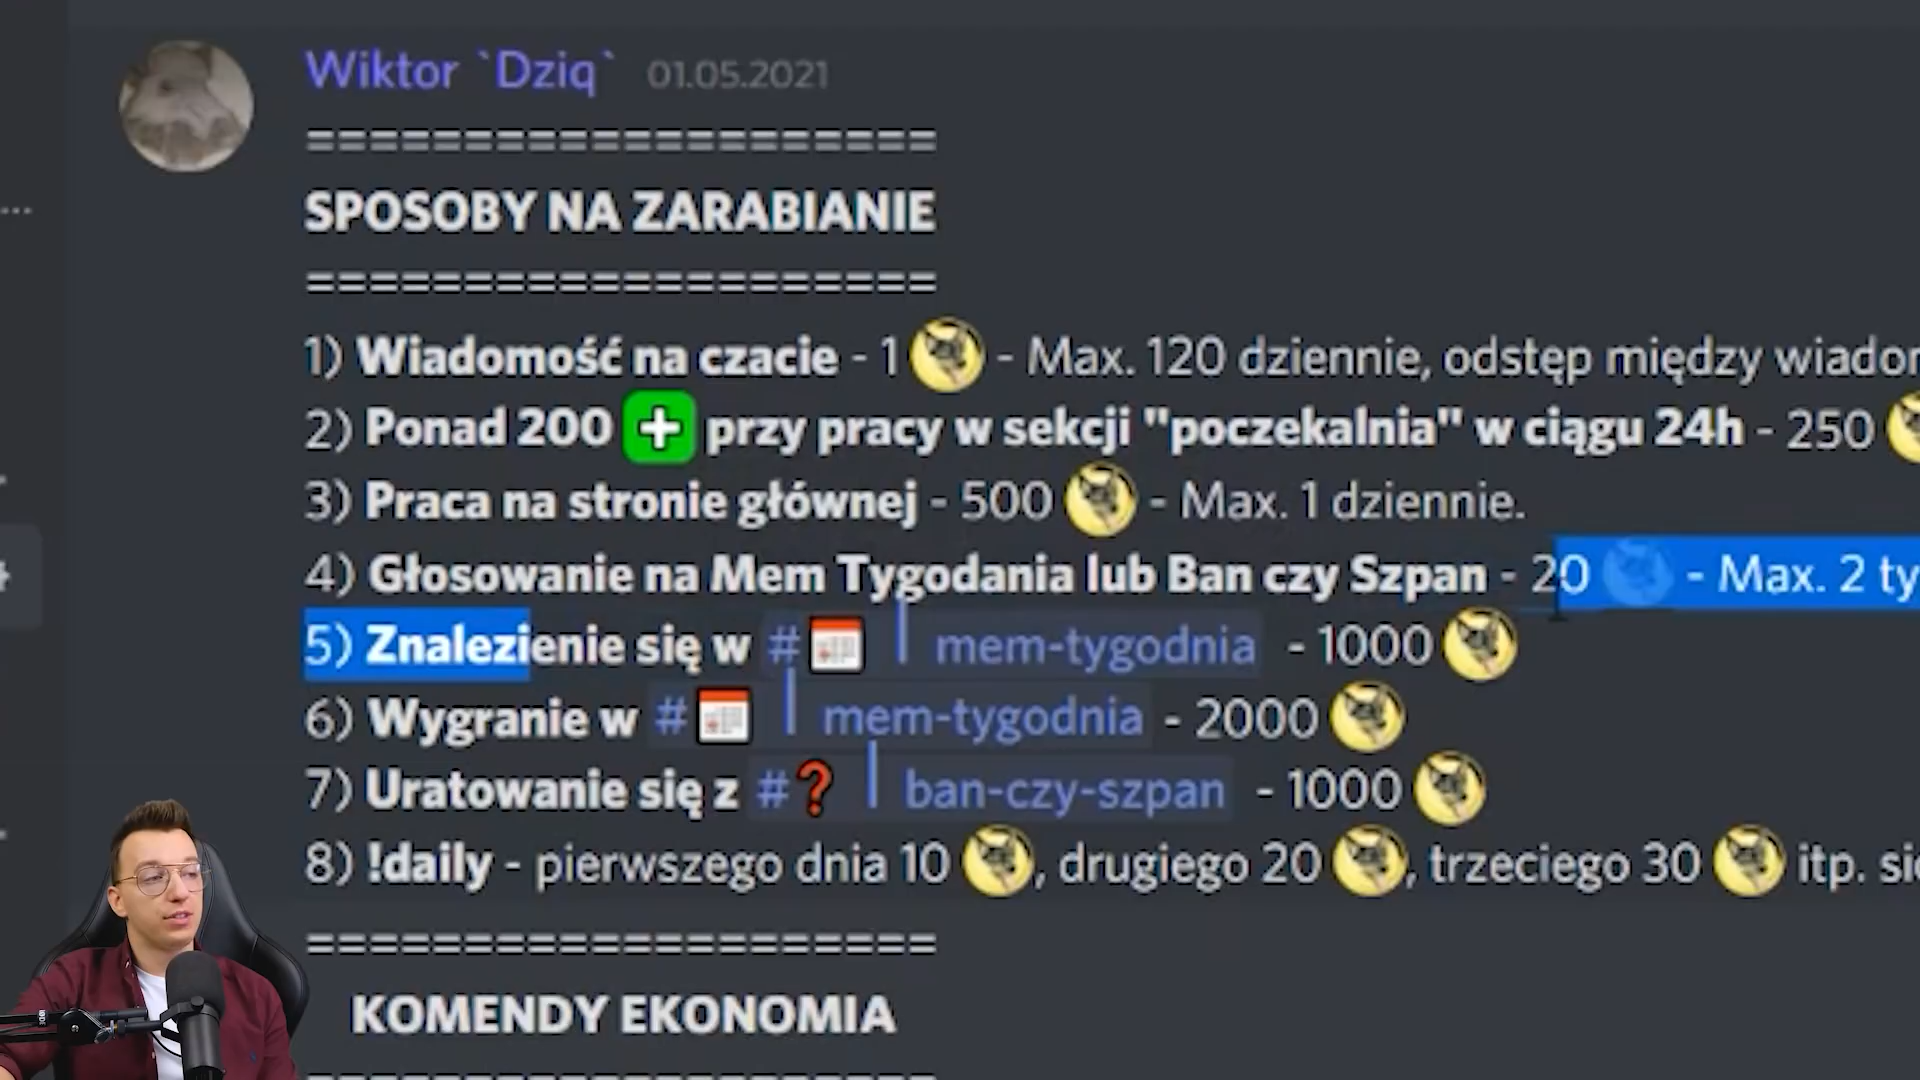 Wiktor `Dziq` 01.05.2021
====================
SPOSOBY NA ZARABIANIE
====================
1) Wiadomość na czacie - 1 - Max. 120 dziennie, odstęp między
2) Ponad 200 + przy pracy w sekcji "poczekalnia" w ciągu 24h - 250
3) Praca na stronie głównej - 500 - Max. 1 dziennie.
4) Głosowanie na Mem Tygodania lub Ban czy Szpan - 20 - Max. 2
5) Znalezienie się w # | mem-tygodnia - 1000
6) Wygranie w # | mem-tygodnia - 2000
7) Uratowanie się z #❓ | ban-czy-szpan - 1000
8) !daily - pierwszego dnia 10, drugiego 20, trzeciego 30 itp.
====================
KOMENDY EKONOMIA